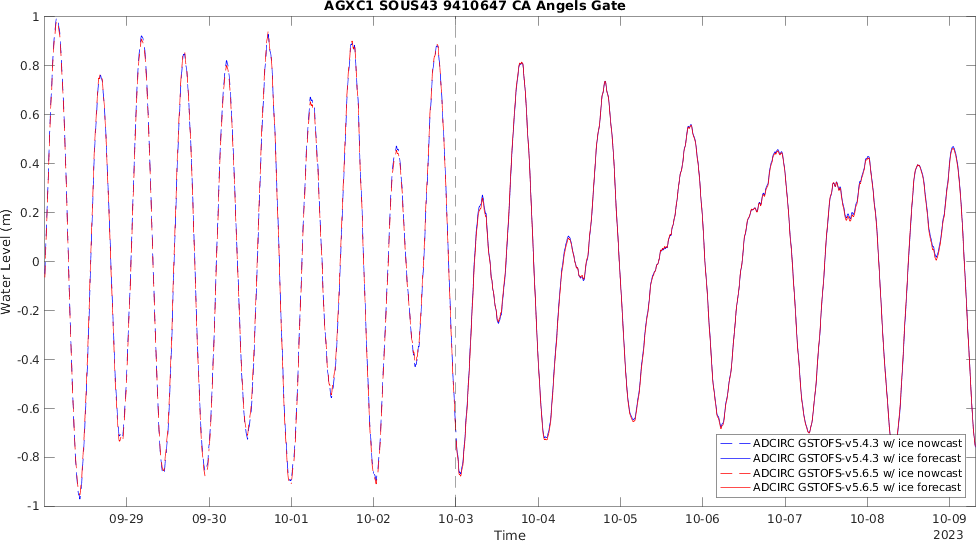 AGXC1 SOUS43 9410647 CA Angels Gate
Water Level (m)
1
0.8
0.6
0.4
0.2
0
-0.2
-0.4
-0.6
-0.8
-1
ADCIRC GSTOFS-v5.4.3 w/ ice nowcast
ADCIRC GSTOFS-v5.4.3 w/ ice forecast
ADCIRC GSTOFS-v5.6.5 w/ ice nowcast
ADCIRC GSTOFS-v5.6.5 w/ ice forecast
09-29 09-30 10-01 10-02 10-03 10-04 10-05 10-06 10-07 10-08 10-09
Time
2023